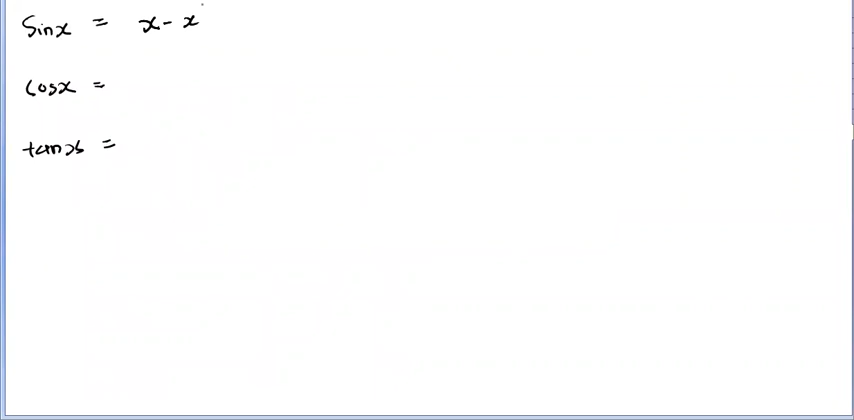 Sinx = x - x
Cosx =
tanx =